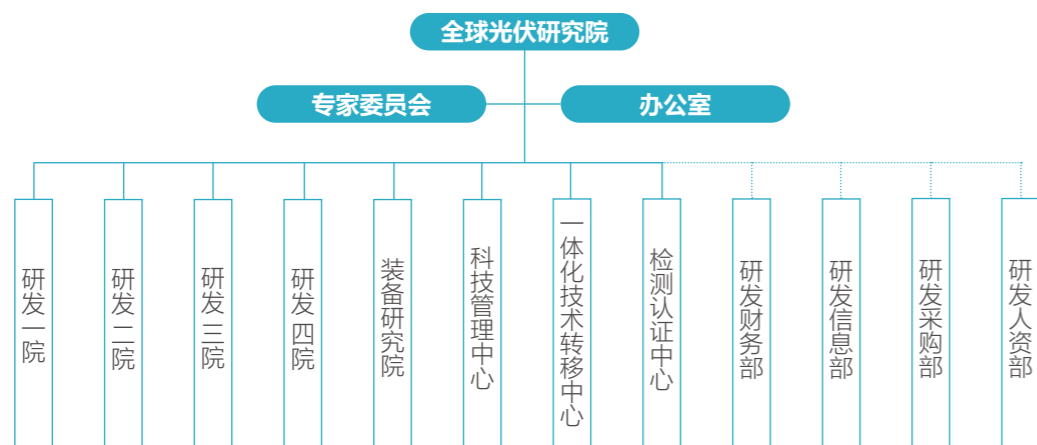 全球光伏研究院
专家委员会
办公室
研发一院
研发二院
研发三院
研发四院
装备研究院
科技管理中心
一体化技术转移中心
检测认证中心
研发财务部
研发信息部
研发采购部
研发人资部